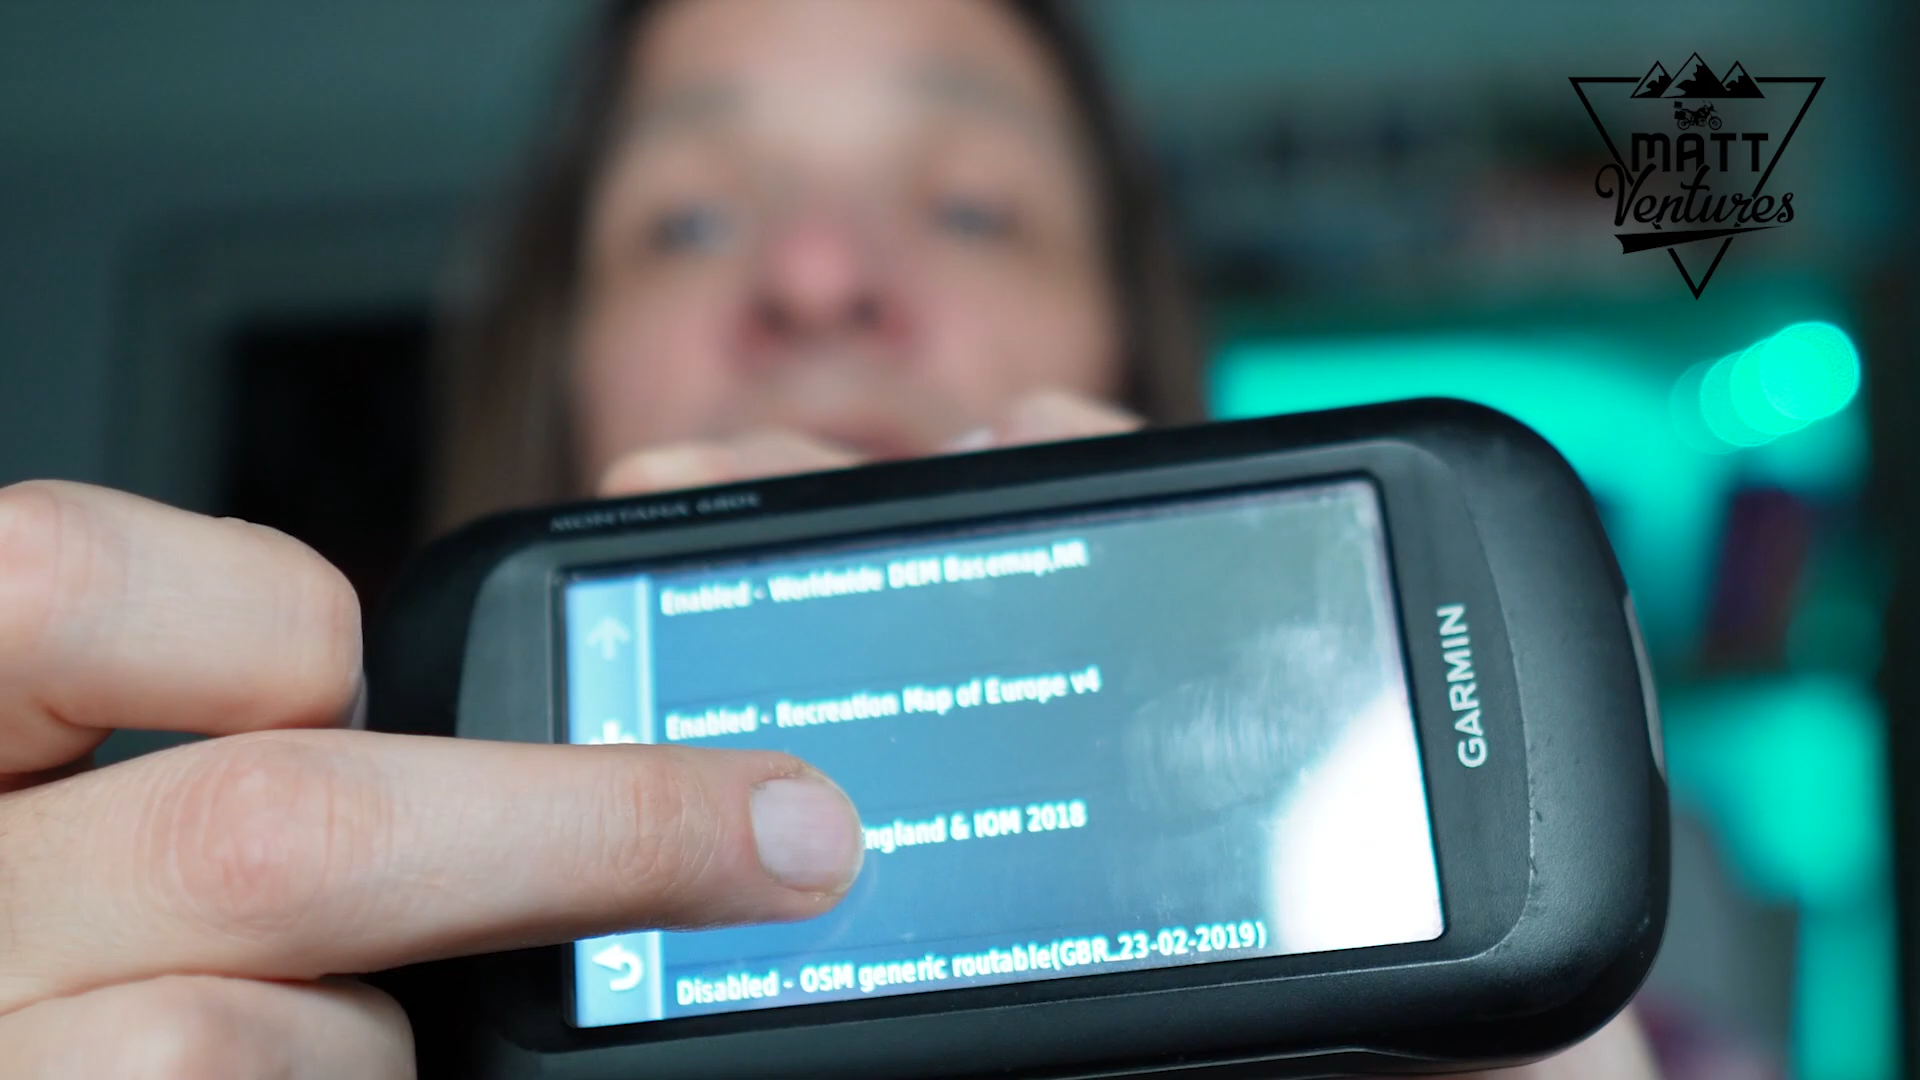 MATT
Ventures
MONTANA 680t
Enabled - Worldwide DEM Basemap,NR
Enabled - Recreation Map of Europe v4
ngland & IOM 2018
Disabled - OSM generic routable(GBR_23-02-2019)
GARMIN